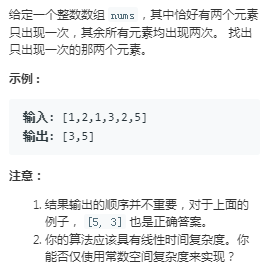 给定一个整数数组 nums，其中恰好有两个元素
只出现一次，其余所有元素均出现两次。 找出
只出现一次的那两个元素。
示例 :
输入: [1,2,1,3,2,5]
输出: [3,5]
注意：
1. 结果输出的顺序并不重要，对于上面的
例子， [5, 3] 也是正确答案。
2. 你的算法应该具有线性时间复杂度。你
能否仅使用常数空间复杂度来实现？